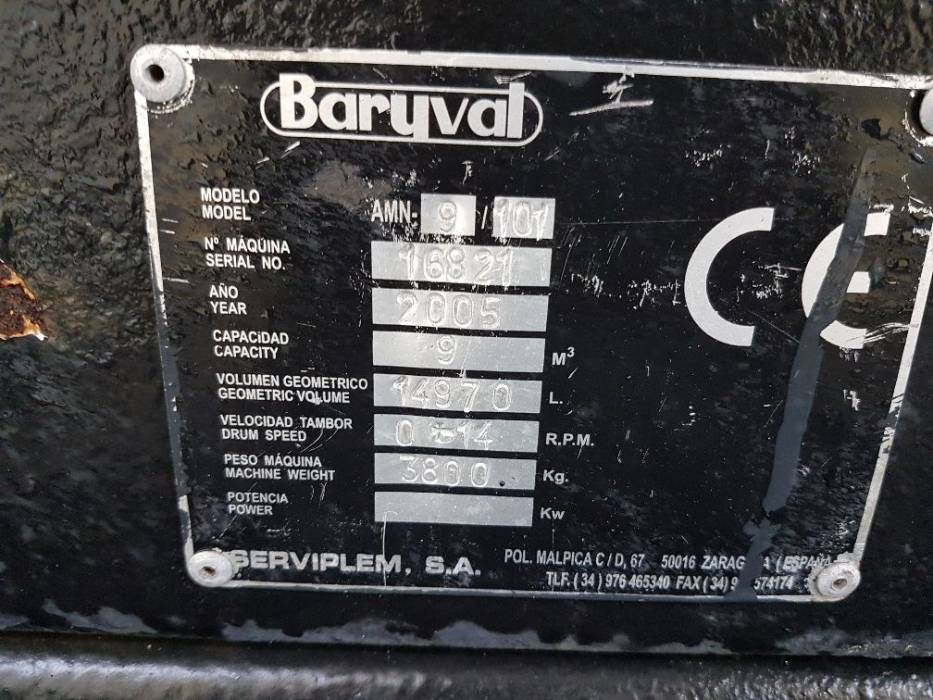 Baryval
MODELO
MODEL
AMN- 9 / 101
Nº MÁQUINA
SERIAL NO.
16821
AÑO
YEAR
2005
CAPACIDAD
CAPACITY
9 M³
VOLUMEN GEOMETRICO
GEOMETRIC VOLUME
14970 L.
VELOCIDAD TAMBOR
DRUM SPEED
0-14 R.P.M.
PESO MÁQUINA
MACHINE WEIGHT
3800 Kg.
POTENCIA
POWER
Kw
CE
SERVIPLEM, S.A.
POL. MALPICA C / D, 67 50016
TLF. ( 34 ) 976 465340 FAX (34)